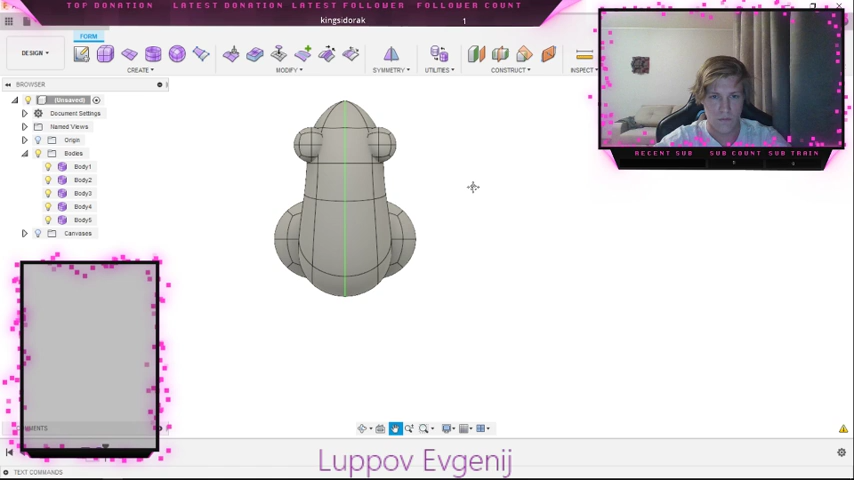 TOP DONATION LATEST DONATION LATEST FOLLOWER FOLLOWER COUNT
kingsidorak 1
FORM
DESIGN
CREATE
MODIFY
SYMMETRY
UTILITIES
CONSTRUCT
INSPECT
BROWSER
(Unsaved)
Document Settings
Named Views
Origin
Bodies
Body1
Body2
Body3
Body4
Body5
Canvases
RECENT SUB SUB COUNT SUB TRAIN
TEXT COMMANDS
Luppov Evgenij